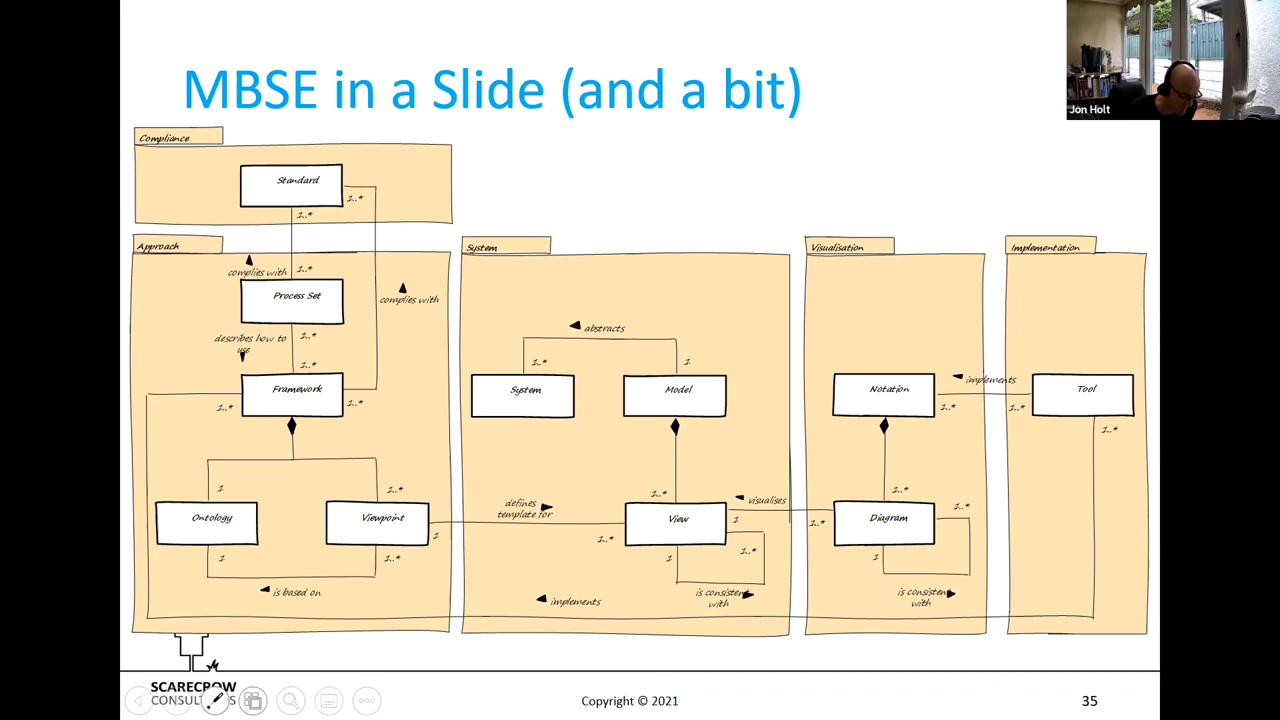 MBSE in a Slide (and a bit)
Jon Holt
Compliance
Standard
1..*
1..*
Approach
complies with
1..*
Process Set
complies with
describes how to
use
1..*
1..*
Framework
1..*
1..*
1
1..*
Ontology
Viewpoint
1
1
1..*
is based on
System
abstracts
1..*
1
System
Model
1..*
defines
template for
View
1..*
1
1
1..*
is consistent
with
implements
visualises
Visualisation
Notation
1..*
1..*
Diagram
1..*
1..*
1
is consistent
with
Implementation
implements
1..*
Tool
1..*
SCARECROW
CONSULTANTS
Copyright © 2021
35